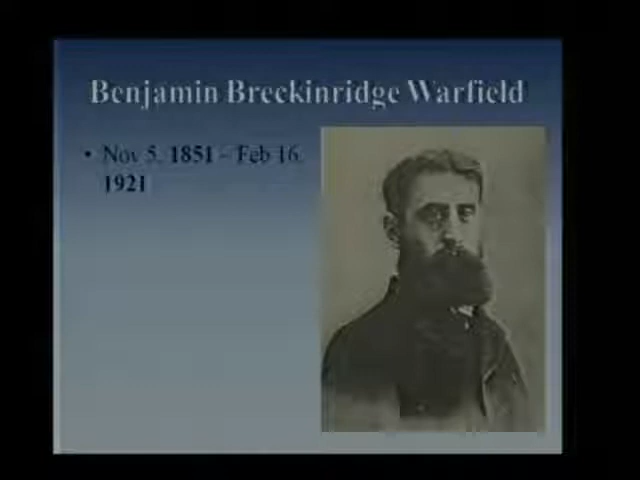 Benjamin Breckinridge Warfield
• Nov 5, 1851 – Feb 16,
1921